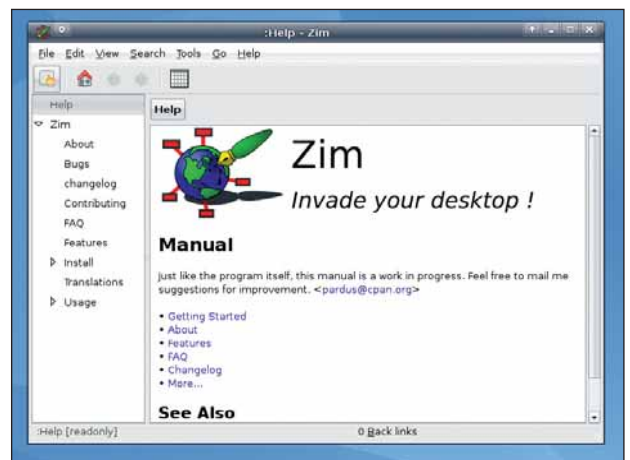 :Help - Zim
File Edit View Search Tools Go Help
Help
Zim
About
Bugs
changelog
Contributing
FAQ
Features
Install
Translations
Usage
Help
Zim
Invade your desktop !
Manual
just like the program itself, this manual is a work in progress. Feel free to mail me
suggestions for improvement. <pardus@cpan.org>
• Getting Started
• About
• Features
• FAQ
• Changelog
• More...
See Also
:Help [readonly]
0 Back links